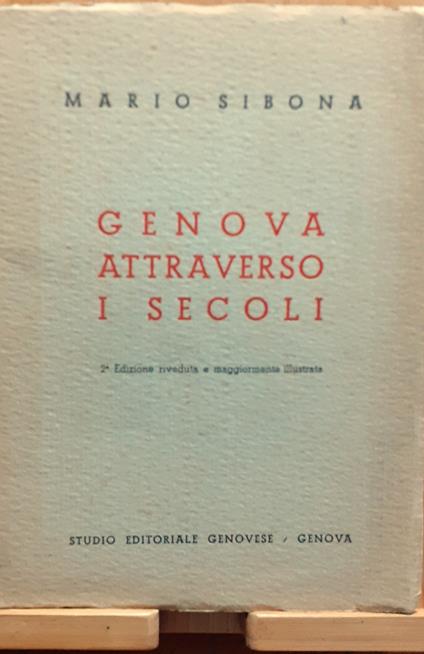 MARIO SIBONA
GENOVA
ATTRAVERSO
I SECOLI
2ª Edizione riveduta e maggiormente illustrata
STUDIO EDITORIALE GENOVESE / GENOVA